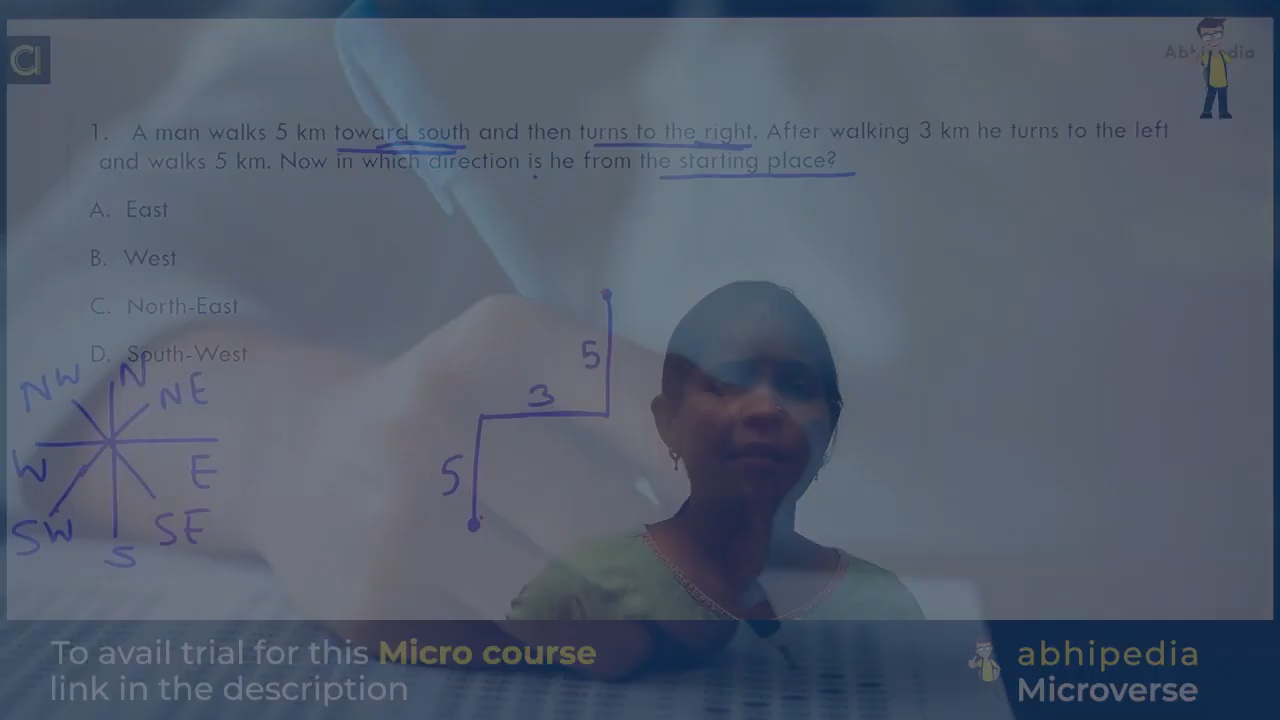 a
Abhipedia
1. A man walks 5 km toward south and then turns to the right. After walking 3 km he turns to the left
and walks 5 km. Now in which direction is he from the starting place?
A. East
B. West
C. North-East
D. South-West
NW
N
NE
W
E
SW
S
SE
5
3
5
To avail trial for this Micro course
link in the description
abhipedia
Microverse